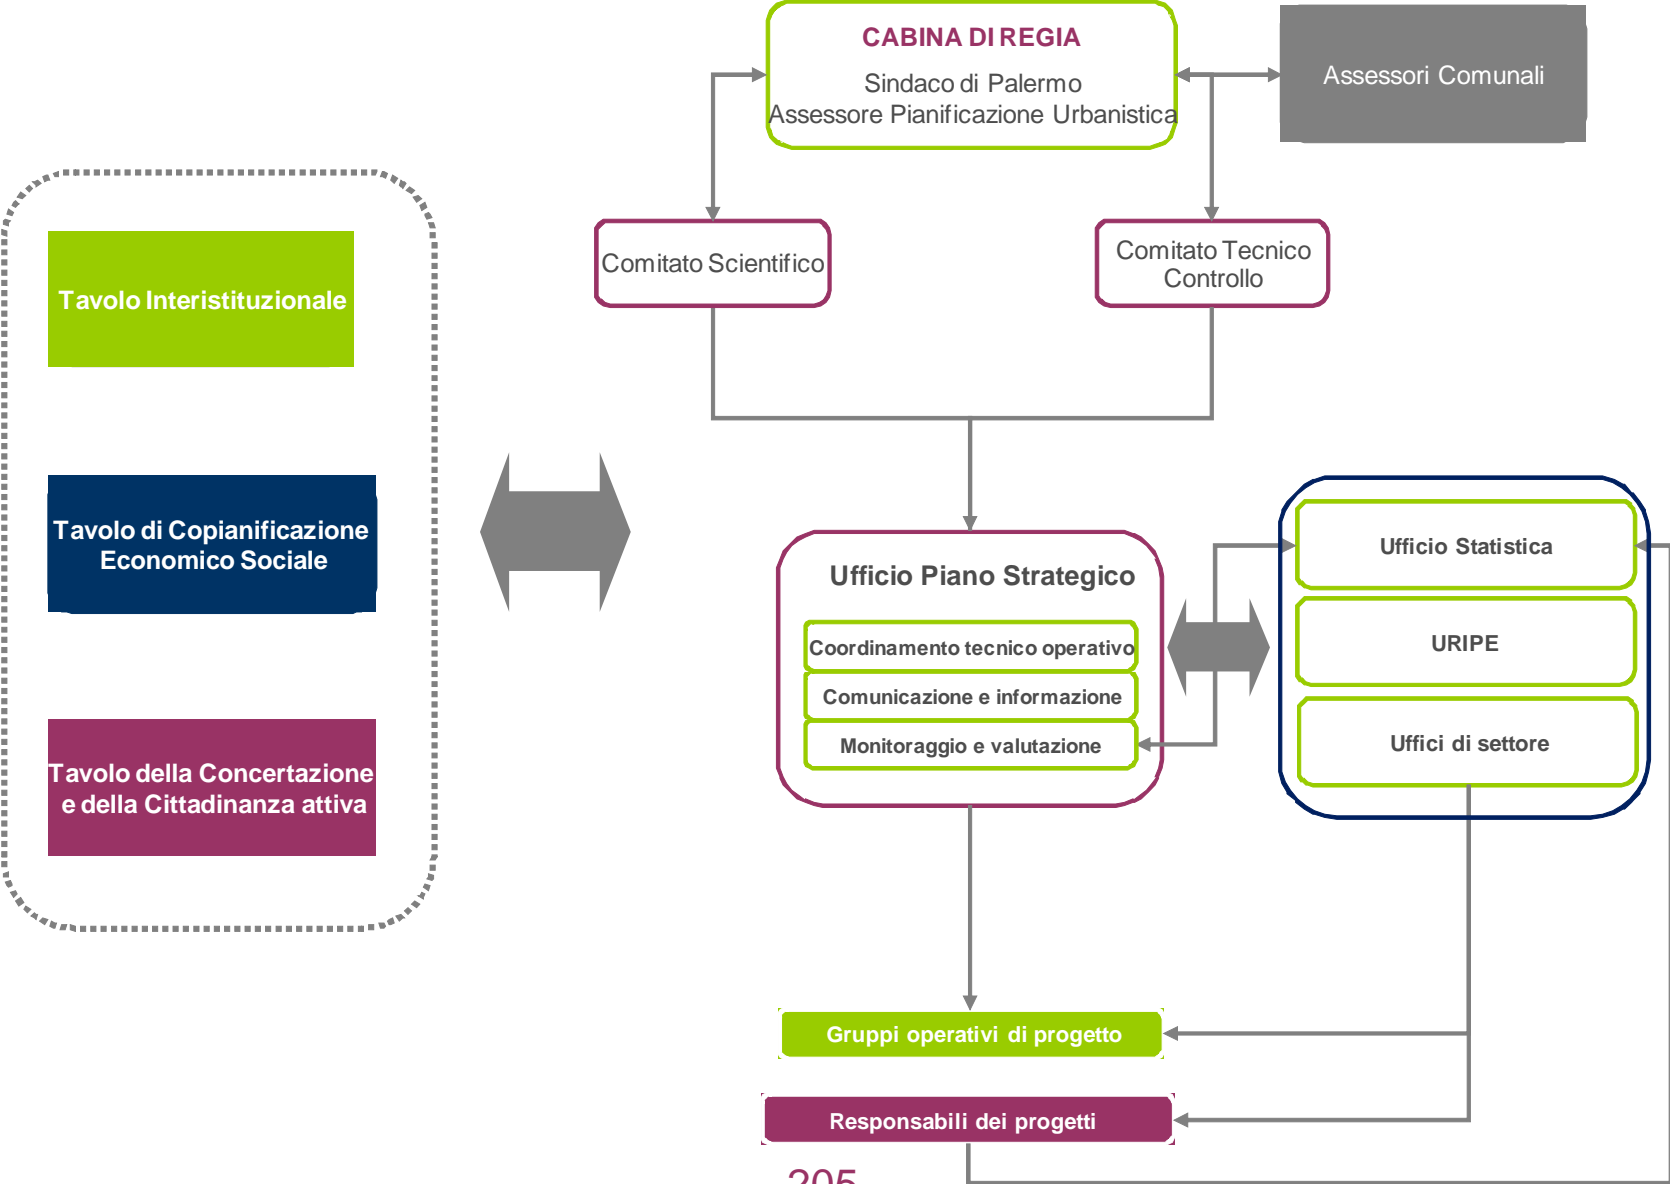 CABINA DI REGIA
Sindaco di Palermo
Assessore Pianificazione Urbanistica
Assessori Comunali
Comitato Scientifico
Comitato Tecnico
Controllo
Tavolo Interistituzionale
Tavolo di Copianificazione
Economico Sociale
Tavolo della Concertazione
e della Cittadinanza attiva
Ufficio Piano Strategico
Coordinamento tecnico operativo
Comunicazione e informazione
Monitoraggio e valutazione
Ufficio Statistica
URIPE
Uffici di settore
Gruppi operativi di progetto
Responsabili dei progetti
205